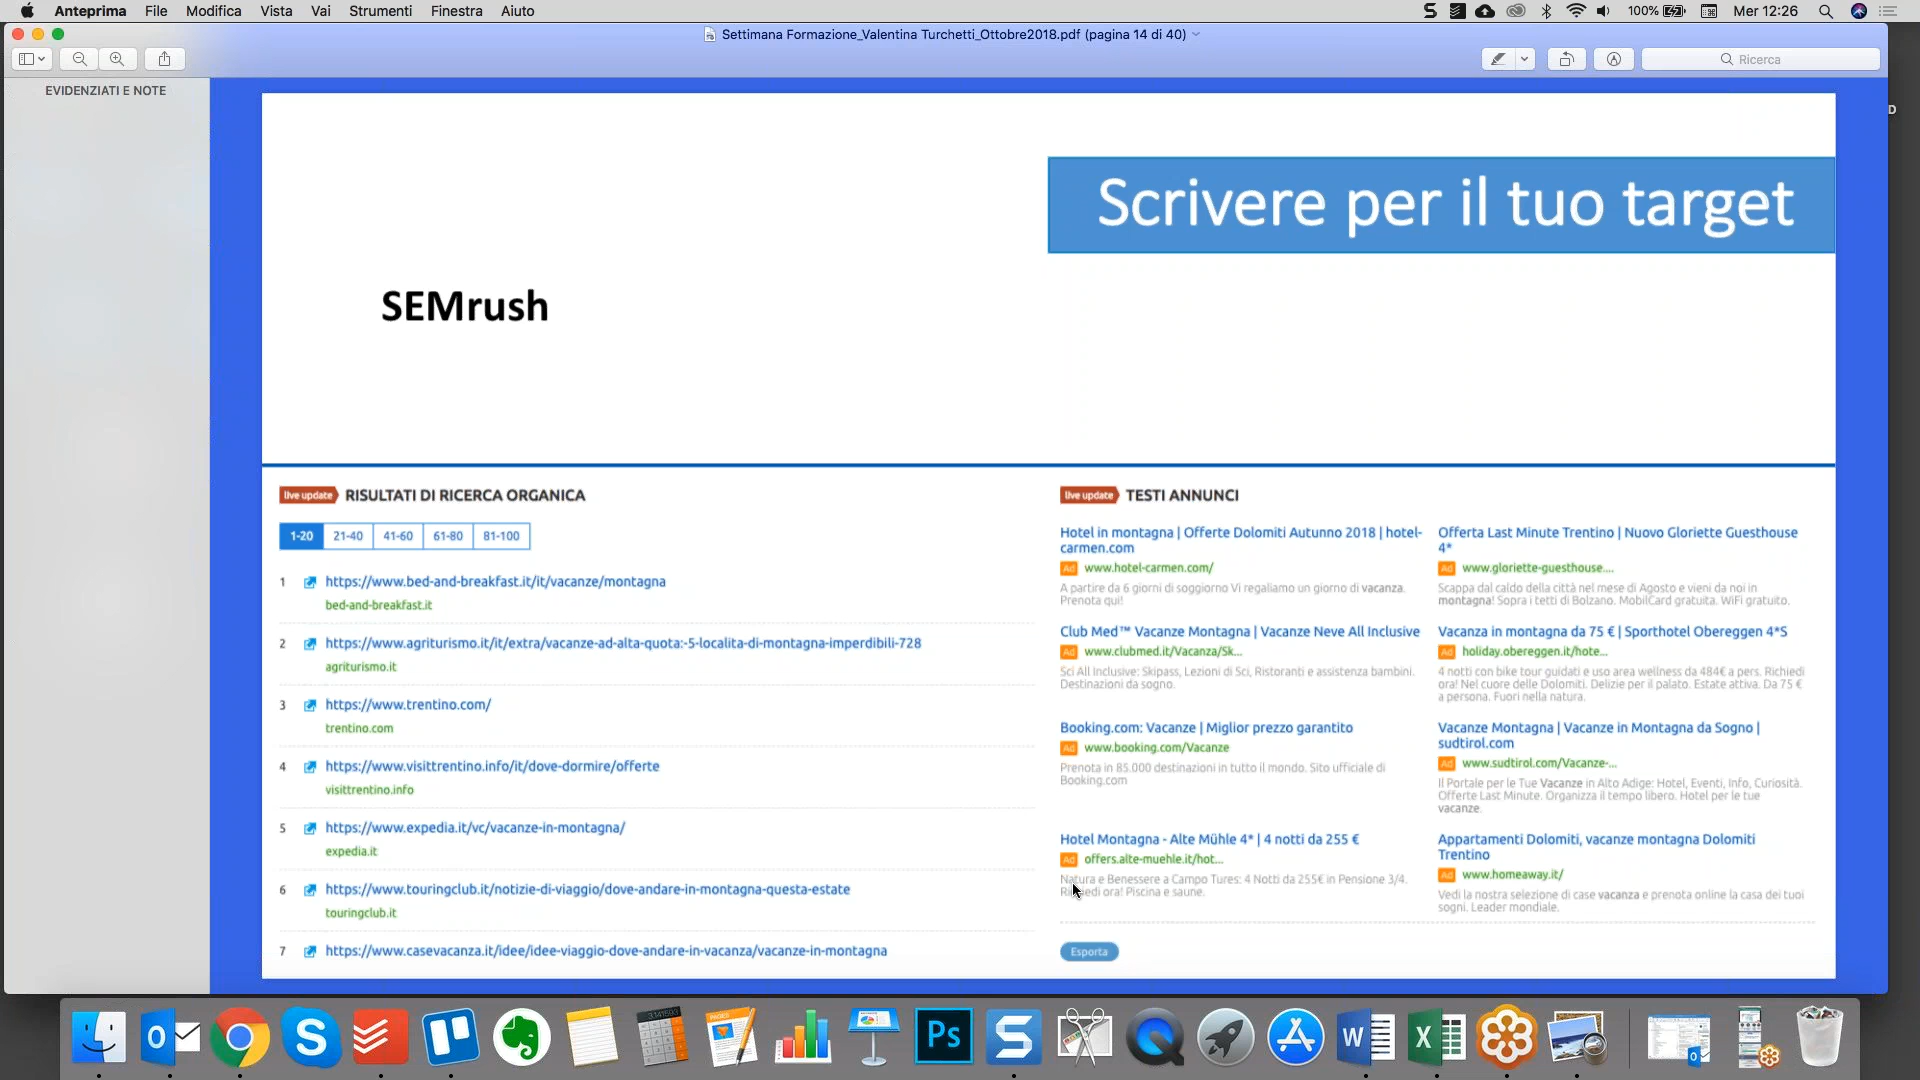 Anteprima File Modifica Vista Vai Strumenti Finestra Aiuto
100% Mer 12:26
Settimana Formazione_Valentina Turchetti_Ottobre2018.pdf (pagina 14 di 40)
Ricerca
EVIDENZIATI E NOTE
D
Scrivere per il tuo target
SEMrush
live update RISULTATI DI RICERCA ORGANICA
1-20 21-40 41-60 61-80 81-100
1 https://www.bed-and-breakfast.it/it/vacanze/montagna
bed-and-breakfast.it
2 https://www.agriturismo.it/it/extra/vacanze-ad-alta-quota:-5-localita-di-montagna-imperdibili-728
agriturismo.it
3 https://www.trentino.com/
trentino.com
4 https://www.visittrentino.info/it/dove-dormire/offerte
visittrentino.info
5 https://www.expedia.it/vc/vacanze-in-montagna/
expedia.it
6 https://www.touringclub.it/notizie-di-viaggio/dove-andare-in-montagna-questa-estate
touringclub.it
7 https://www.casevacanza.it/idee/idee-viaggio-dove-andare-in-vacanza/vacanze-in-montagna
live update TESTI ANNUNCI
Hotel in montagna | Offerte Dolomiti Autunno 2018 | hotel-
carmen.com
Ad www.hotel-carmen.com/
A partire da 6 giorni di soggiorno Vi regaliamo un giorno di vacanza.
Prenota qui!
Offerta Last Minute Trentino | Nuovo Gloriette Guesthouse
4*
Ad www.gloriette-guesthouse....
Scappa dal caldo della città nel mese di Agosto e vieni da noi in
montagna! Sopra i tetti di Bolzano. MobilCard gratuita. WiFi gratuito.
Club Med™ Vacanze Montagna | Vacanze Neve All Inclusive
Ad www.clubmed.it/Vacanza/Sk...
Sci All Inclusive: Skipass, Lezioni di Sci, Ristoranti e assistenza bambini.
Destinazioni da sogno.
Vacanza in montagna da 75 € | Sporthotel Obereggen 4*S
Ad holiday.obereggen.it/hote...
4 notti con bike tour guidati e uso area wellness da 484€ a pers. Richiedi
ora! Nel cuore delle Dolomiti. Delizie per il palato. Estate attiva. Da 75 €
a persona. Fuori nella natura.
Booking.com: Vacanze | Miglior prezzo garantito
Ad www.booking.com/Vacanze
Prenota in 85.000 destinazioni in tutto il mondo. Sito ufficiale di
Booking.com
Vacanze Montagna | Vacanze in Montagna da Sogno |
sudtirol.com
Ad www.sudtirol.com/Vacanze-...
Il Portale per le Tue Vacanze in Alto Adige: Hotel, Eventi, Info, Curiosità.
Offerte Last Minute. Organizza il tempo libero. Hotel per le tue
vacanze.
Hotel Montagna - Alte Mühle 4* | 4 notti da 255 €
Ad offers.alte-muehle.it/hot...
Natura e Benessere a Campo Tures: 4 Notti da 255€ in Pensione 3/4.
Richiedi ora! Piscina e saune.
Appartamenti Dolomiti, vacanze montagna Dolomiti
Trentino
Ad www.homeaway.it/
Vedi la nostra selezione di case vacanza e prenota online la casa dei tuoi
sogni. Leader mondiale.
Esporta
3.141593
PAGES
Ps